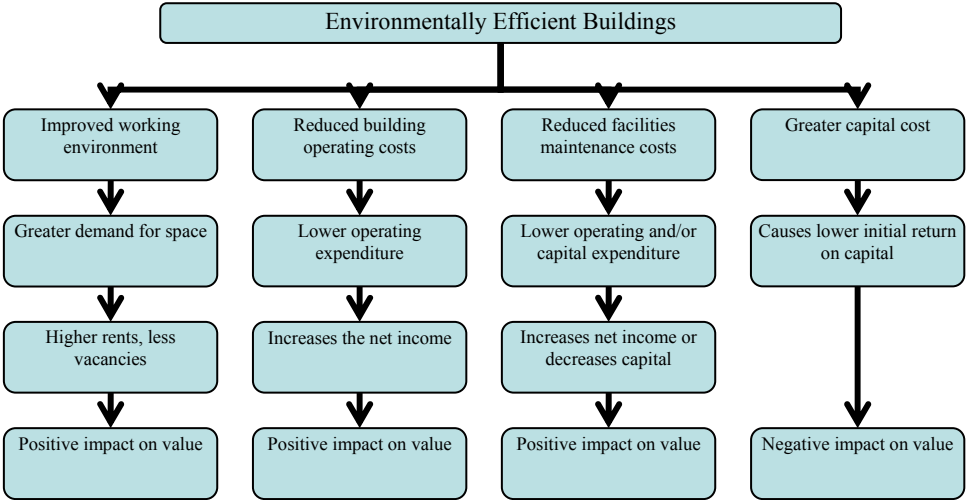 Environmentally Efficient Buildings
Improved working
environment
Reduced building
operating costs
Reduced facilities
maintenance costs
Greater capital cost
Greater demand for space
Lower operating
expenditure
Lower operating and/or
capital expenditure
Causes lower initial return
on capital
Higher rents, less
vacancies
Increases the net income
Increases net income or
decreases capital
Positive impact on value
Positive impact on value
Positive impact on value
Negative impact on value